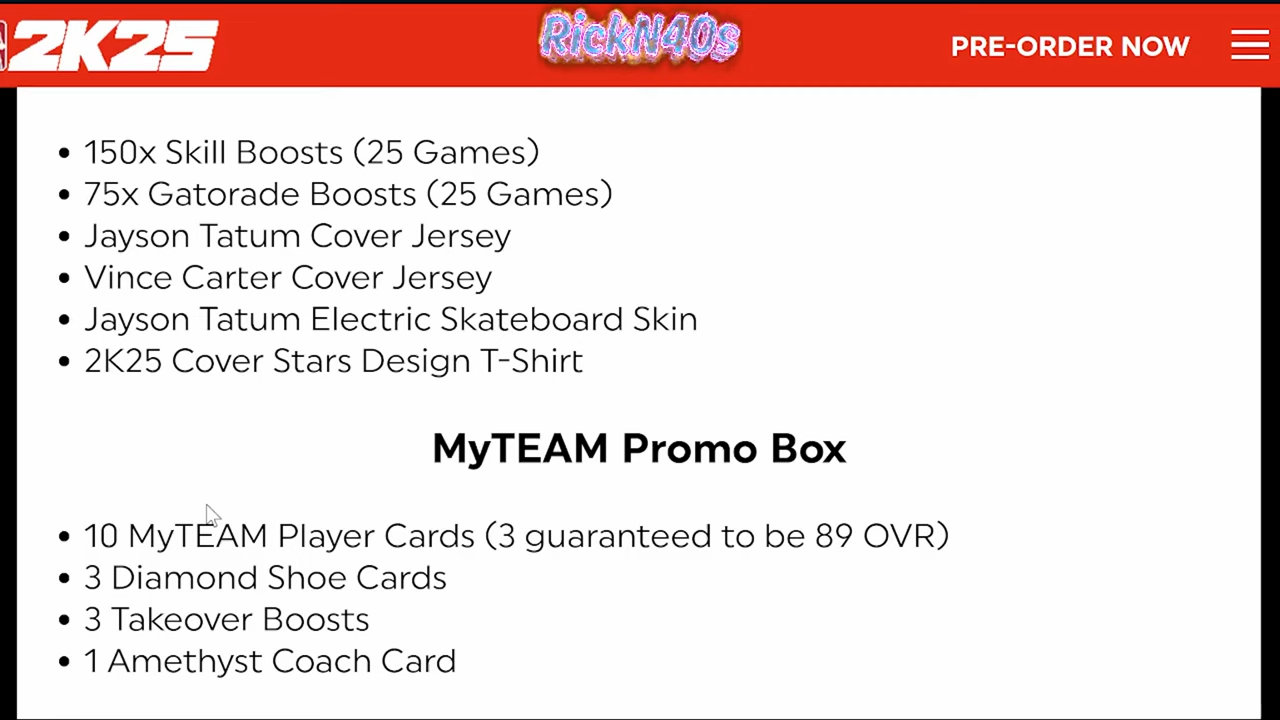 2K25
RickN40s
PRE-ORDER NOW
• 150x Skill Boosts (25 Games)
• 75x Gatorade Boosts (25 Games)
• Jayson Tatum Cover Jersey
• Vince Carter Cover Jersey
• Jayson Tatum Electric Skateboard Skin
• 2K25 Cover Stars Design T-Shirt
MyTEAM Promo Box
• 10 MyTEAM Player Cards (3 guaranteed to be 89 OVR)
• 3 Diamond Shoe Cards
• 3 Takeover Boosts
• 1 Amethyst Coach Card